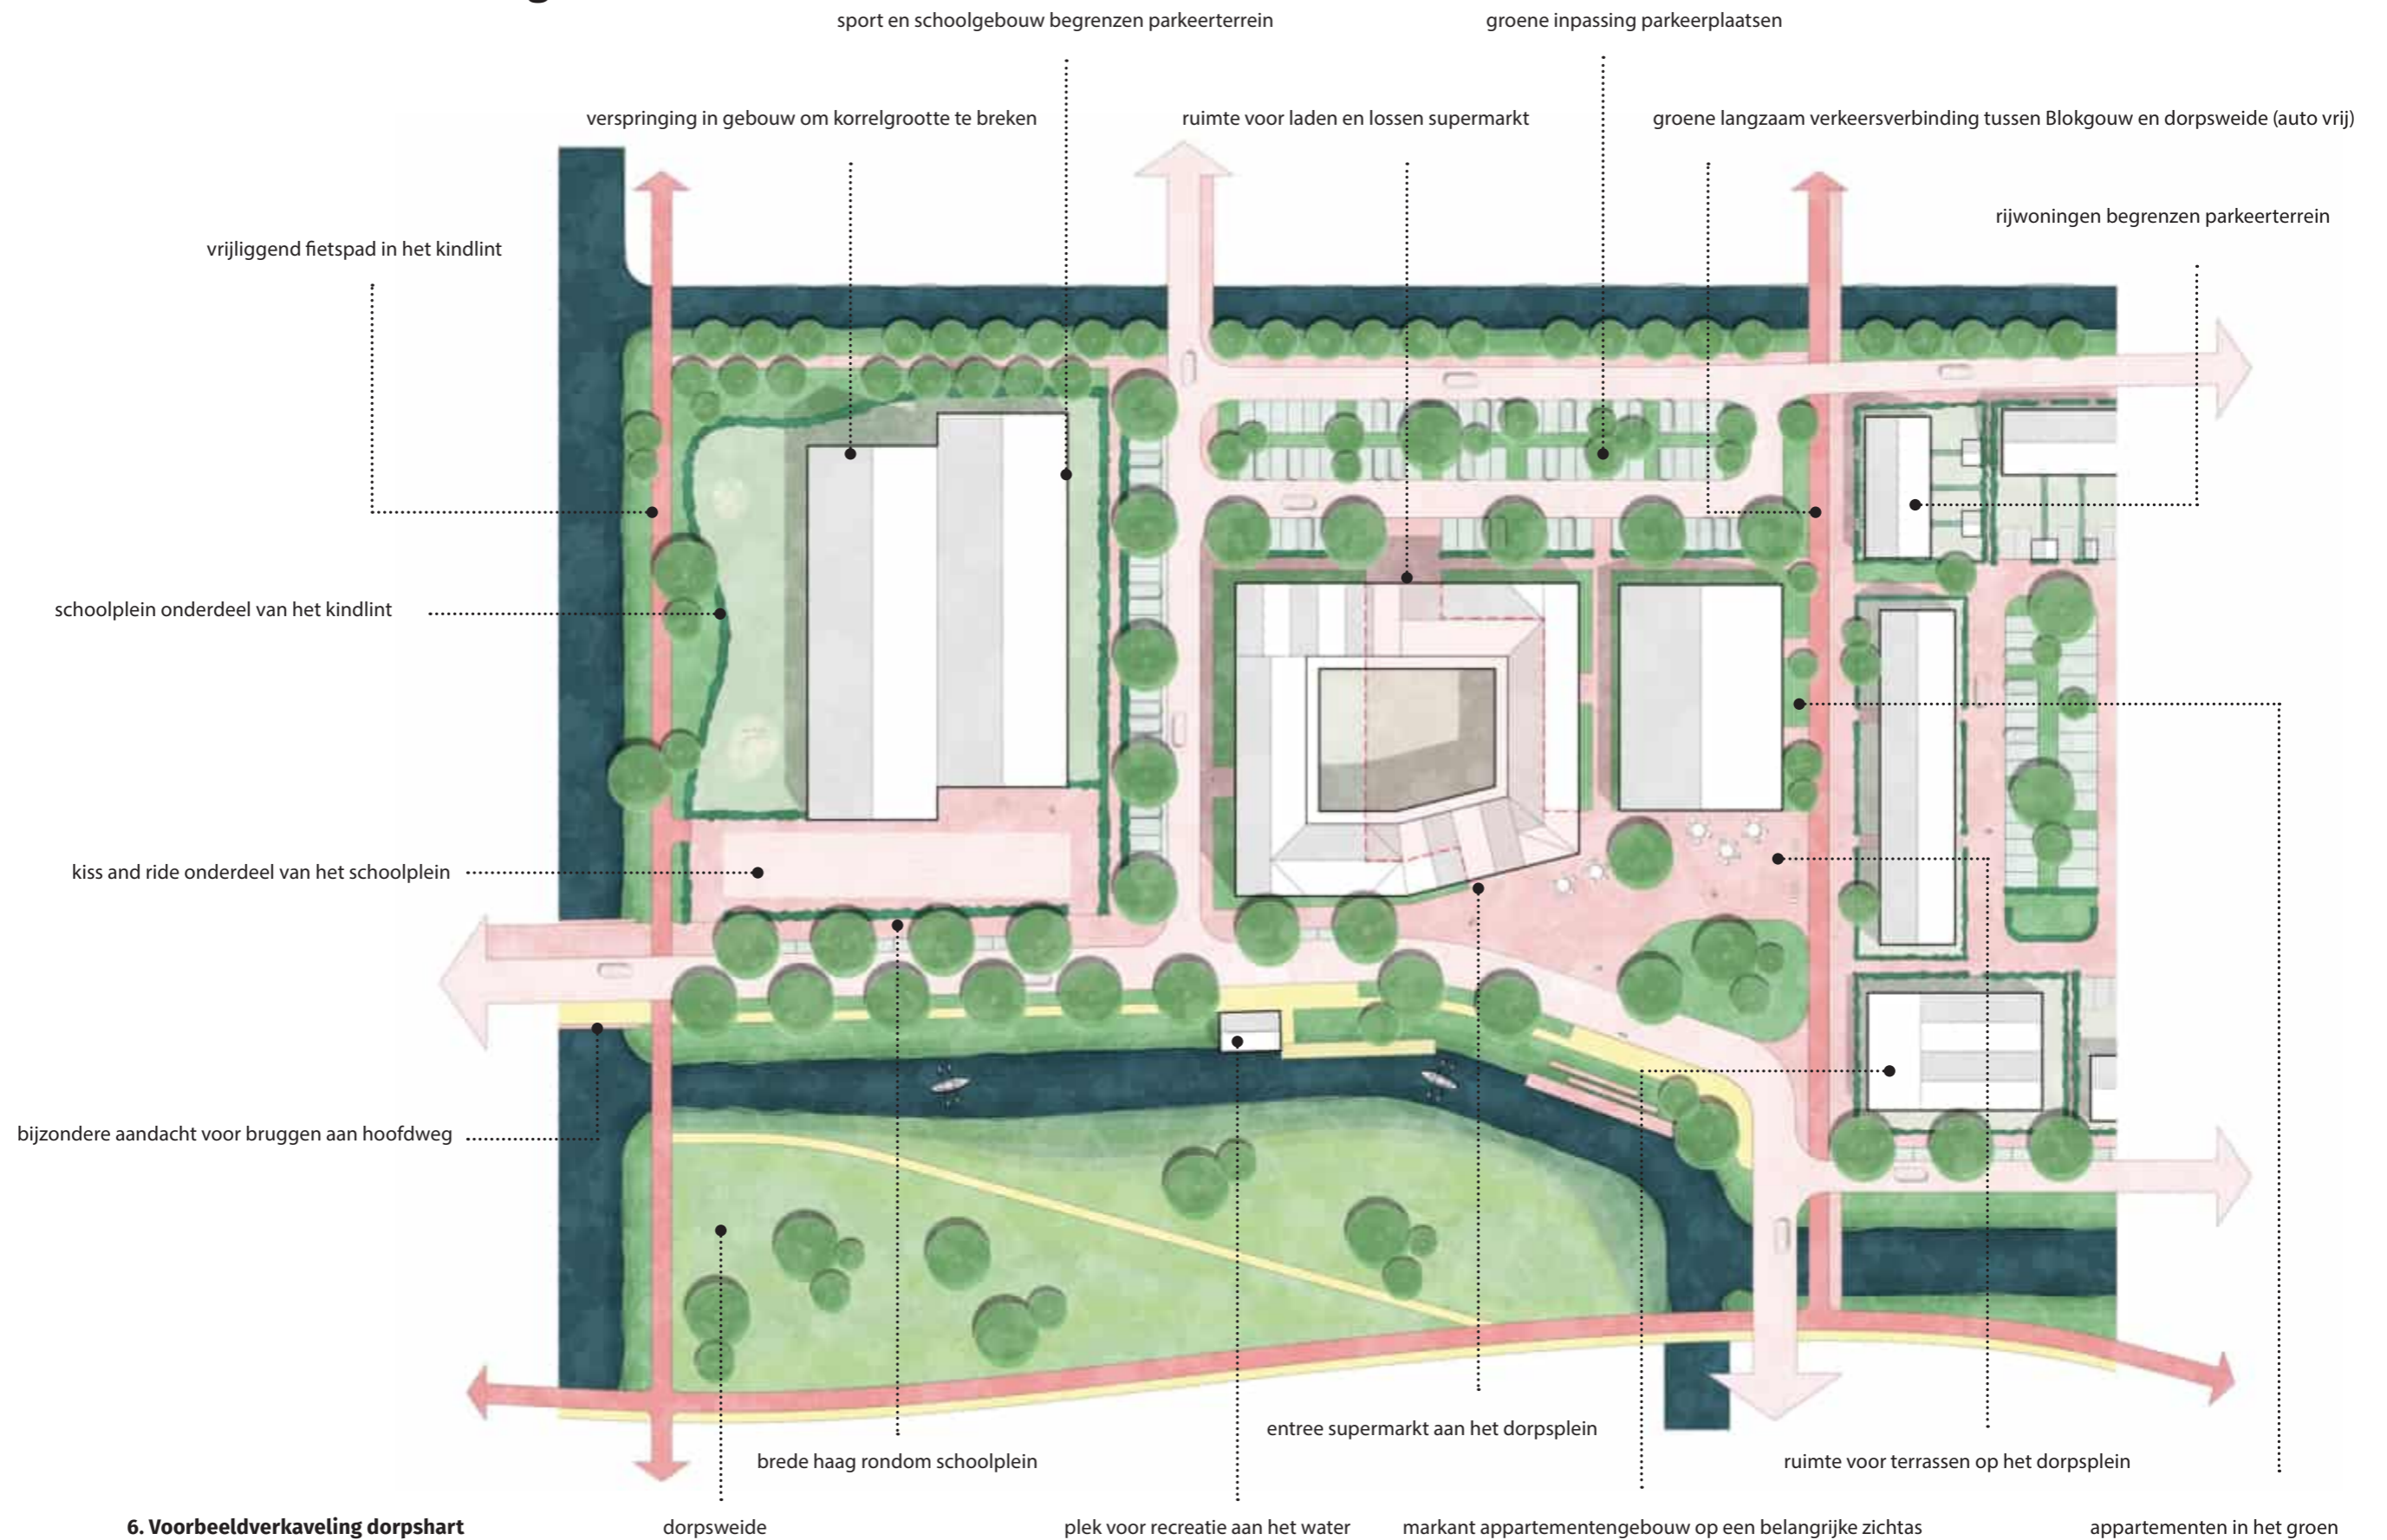 sport en schoolgebouw begrenzen parkeerterrein
groene inpassing parkeerplaatsen
verspringing in gebouw om korrelgrootte te breken
ruimte voor laden en lossen supermarkt
groene langzaam verkeersverbinding tussen Blokgouw en dorpsweide (auto vrij)
rijwoningen begrenzen parkeerterrein
vrijliggend fietspad in het kindlint
schoolplein onderdeel van het kindlint
kiss and ride onderdeel van het schoolplein
bijzondere aandacht voor bruggen aan hoofdweg
entree supermarkt aan het dorpsplein
brede haag rondom schoolplein
ruimte voor terrassen op het dorpsplein
6. Voorbeeldverkaveling dorpshart
dorpsweide
plek voor recreatie aan het water
markant appartementengebouw op een belangrijke zichtas
appartementen in het groen